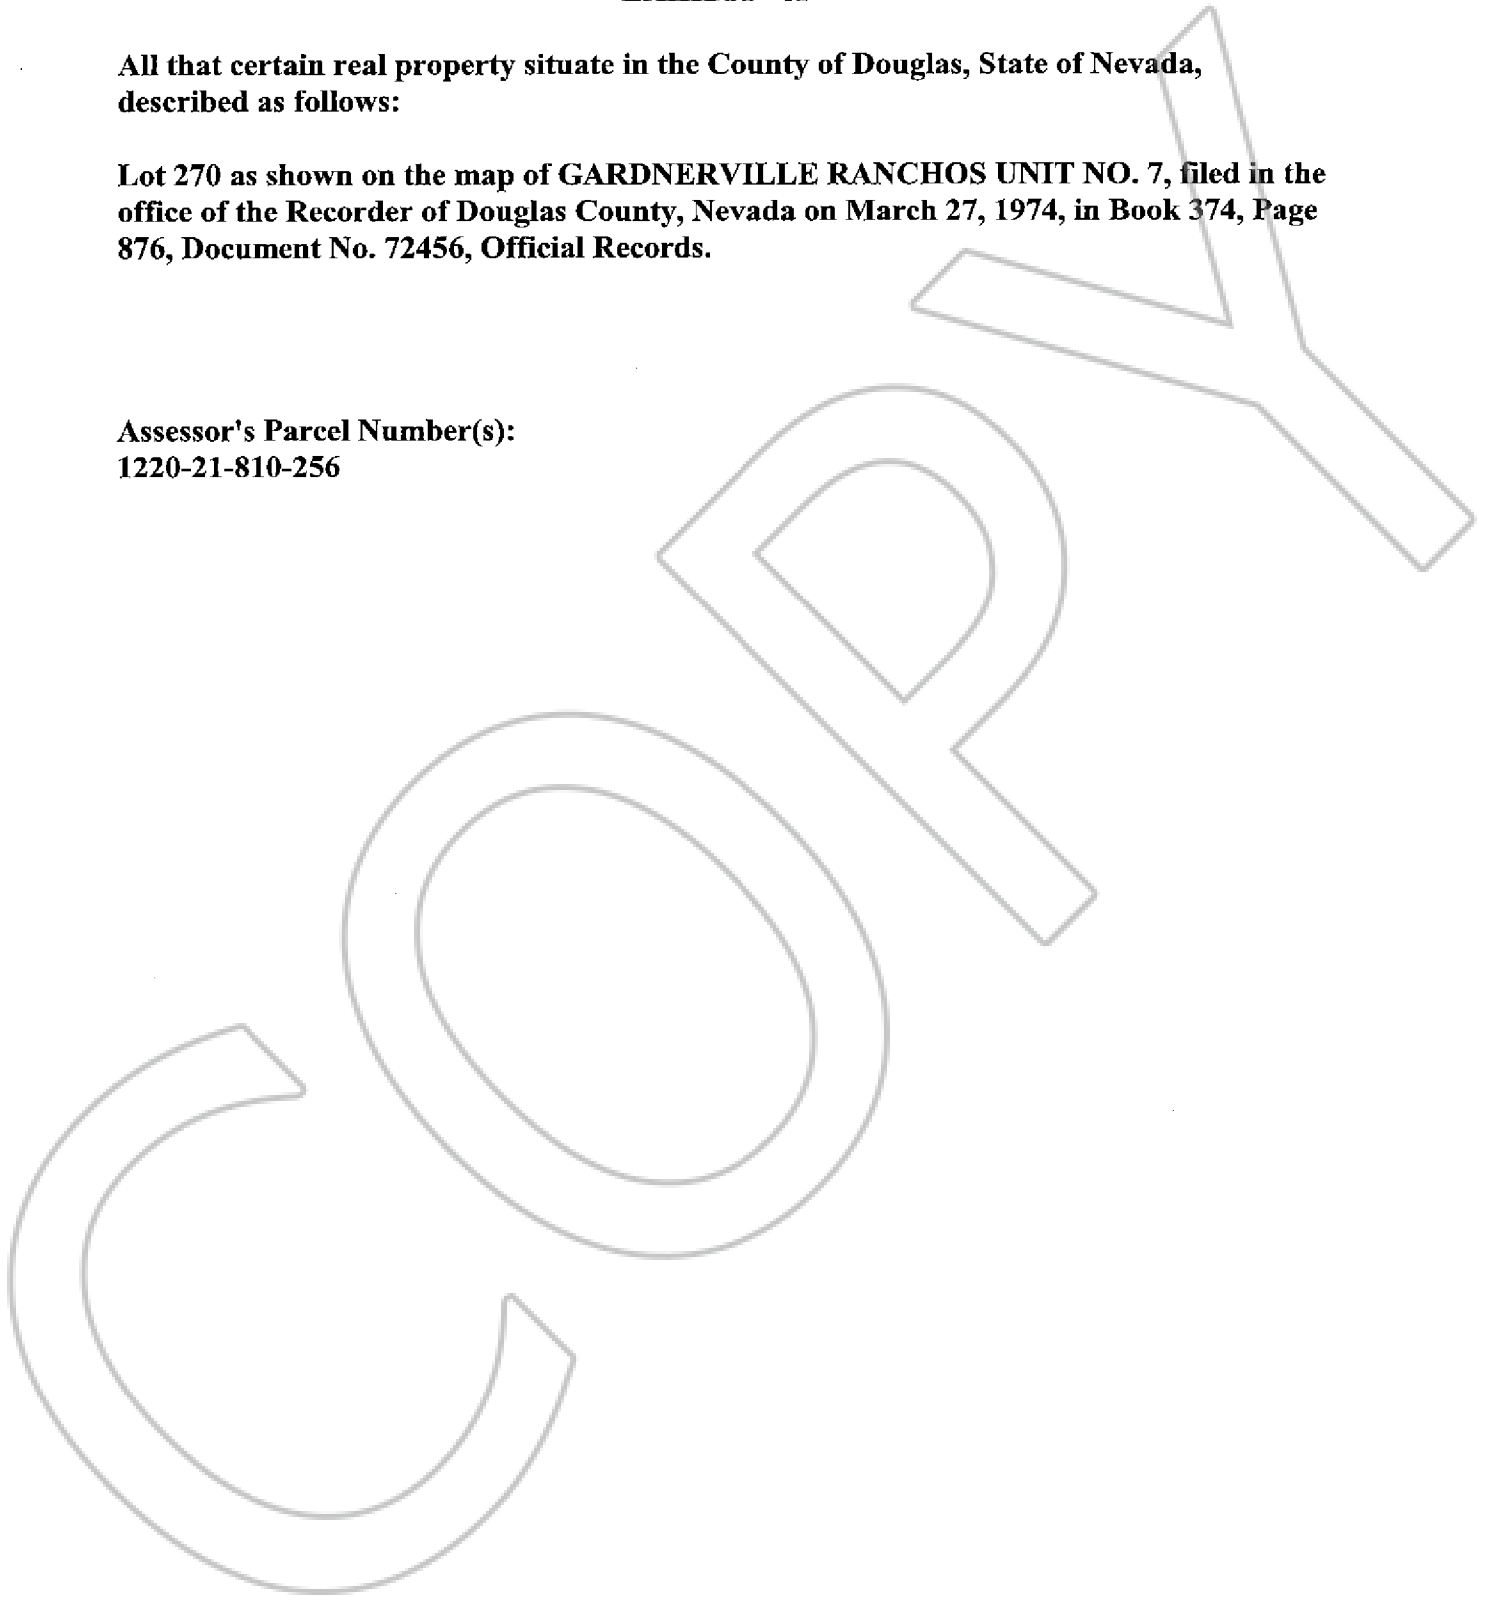 All that certain real property situate in the County of Douglas, State of Nevada,
described as follows:
Lot 270 as shown on the map of GARDNERVILLE RANCHOS UNIT NO. 7, filed in the
office of the Recorder of Douglas County, Nevada on March 27, 1974, in Book 374, Page
876, Document No. 72456, Official Records.
Assessor's Parcel Number(s):
1220-21-810-256
COPY